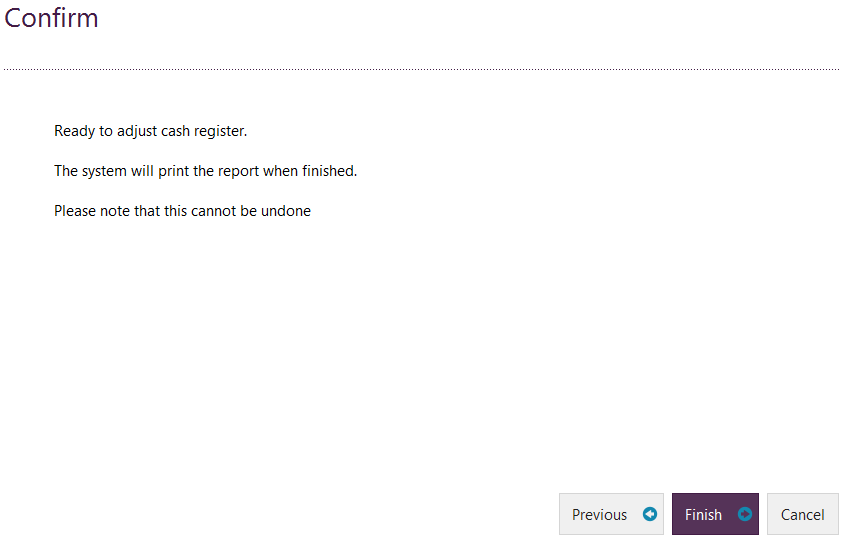 Confirm
Ready to adjust cash register.
The system will print the report when finished.
Please note that this cannot be undone
Previous Finish Cancel